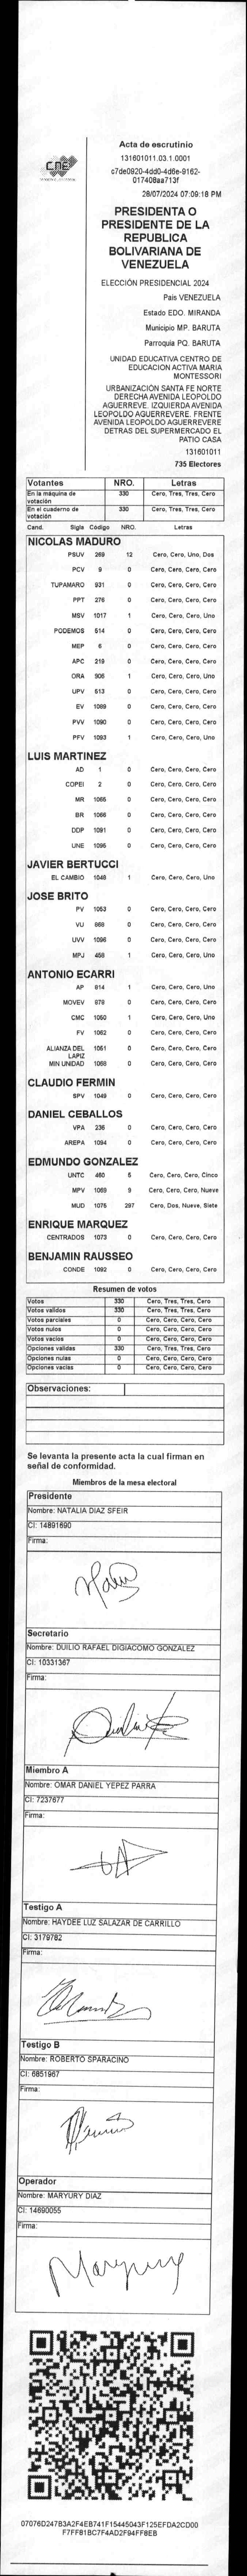 cne
Acta de escrutinio
131601011.03.1.0001
c7de0920-4dd0-4d6e-9162-
017408aa713f
28/07/2024 07:09:18 PM
PRESIDENTA O
PRESIDENTE DE LA
REPUBLICA
BOLIVARIANA DE
VENEZUELA
ELECCIÓN PRESIDENCIAL 2024
País VENEZUELA
Estado EDO. MIRANDA
Municipio MP. BARUTA
Parroquia PQ. BARUTA
UNIDAD EDUCATIVA CENTRO DE
EDUCACION ACTIVA MARIA
MONTESSORI
URBANIZACIÓN SANTA FE NORTE
DERECHA AVENIDA LEOPOLDO
AGUERREVE. IZQUIERDA AVENIDA
LEOPOLDO AGUERREVERE. FRENTE
AVENIDA LEOPOLDO AGUERREVERE
DETRAS DEL SUPERMERCADO EL
PATIO CASA
131601011
735 Electores
Votantes NRO. Letras
En la máquina de votación 330 Cero, Tres, Tres, Cero
En el cuaderno de votación 330 Cero, Tres, Tres, Cero
Cand. Sigla Codigo NRO. Letras
NICOLAS MADURO
PSUV 269 12 Cero, Cero, Uno, Dos
PCV 9 0 Cero, Cero, Cero, Cero
TUPAMARO 931 0 Cero, Cero, Cero, Cero
PPT 276 0 Cero, Cero, Cero, Cero
MSV 1017 1 Cero, Cero, Cero, Uno
PODEMOS 514 0 Cero, Cero, Cero, Cero
MEP 6 0 Cero, Cero, Cero, Cero
APC 219 0 Cero, Cero, Cero, Cero
ORA 906 1 Cero, Cero, Cero, Uno
UPV 513 0 Cero, Cero, Cero, Cero
EV 1089 0 Cero, Cero, Cero, Cero
PVV 1090 0 Cero, Cero, Cero, Cero
PFV 1093 1 Cero, Cero, Cero, Uno
LUIS MARTINEZ
AD 1 0 Cero, Cero, Cero, Cero
COPEI 2 0 Cero, Cero, Cero, Cero
MR 1065 0 Cero, Cero, Cero, Cero
BR 1066 0 Cero, Cero, Cero, Cero
DDP 1091 0 Cero, Cero, Cero, Cero
UNE 1095 0 Cero, Cero, Cero, Cero
JAVIER BERTUCCI
EL CAMBIO 1048 1 Cero, Cero, Cero, Uno
JOSE BRITO
PV 1053 0 Cero, Cero, Cero, Cero
VU 868 0 Cero, Cero, Cero, Cero
UVV 1096 0 Cero, Cero, Cero, Cero
MPJ 458 1 Cero, Cero, Cero, Uno
ANTONIO ECARRI
AP 814 1 Cero, Cero, Cero, Uno
MOVEV 978 0 Cero, Cero, Cero, Cero
CMC 1050 1 Cero, Cero, Cero, Uno
FV 1062 0 Cero, Cero, Cero, Cero
ALIANZA DEL LAPIZ 1061 0 Cero, Cero, Cero, Cero
MIN UNIDAD 1068 0 Cero, Cero, Cero, Cero
CLAUDIO FERMIN
SPV 1049 0 Cero, Cero, Cero, Cero
DANIEL CEBALLOS
VPA 236 0 Cero, Cero, Cero, Cero
AREPA 1094 0 Cero, Cero, Cero, Cero
EDMUNDO GONZALEZ
UNTC 460 5 Cero, Cero, Cero, Cinco
MPV 1069 9 Cero, Cero, Cero, Nueve
MUD 1075 297 Cero, Dos, Nueve, Siete
ENRIQUE MARQUEZ
CENTRADOS 1073 0 Cero, Cero, Cero, Cero
BENJAMIN RAUSSEO
CONDE 1092 0 Cero, Cero, Cero, Cero
Resumen de votos
Votos 330 Cero, Tres, Tres, Cero
Votos validos 330 Cero, Tres, Tres, Cero
Votos parciales 0 Cero, Cero, Cero, Cero
Votos nulos 0 Cero, Cero, Cero, Cero
Votos vacios 0 Cero, Cero, Cero, Cero
Opciones validas 330 Cero, Tres, Tres, Cero
Opciones nulas 0 Cero, Cero, Cero, Cero
Opciones vacias 0 Cero, Cero, Cero, Cero
Observaciones:
Se levanta la presente acta la cual firman en
señal de conformidad.
Miembros de la mesa electoral
Presidente
Nombre: NATALIA DIAZ SFEIR
CI: 14891690
Firma:
Secretario
Nombre: DUILIO RAFAEL DIGIACOMO GONZALEZ
CI: 10331367
Firma:
Miembro A
Nombre: OMAR DANIEL YEPEZ PARRA
CI: 7237677
Firma:
Testigo A
Nombre: HAYDEE LUZ SALAZAR DE CARRILLO
CI: 3179782
Firma:
Testigo B
Nombre: ROBERTO SPARACINO
CI: 6851967
Firma:
Operador
Nombre: MARYURY DIAZ
CI: 14690055
Firma:
Maryury
07076D247B3A2F4EB741F15445043F125EFDA2CD00
F7FF81BC7F4AD2F94FF8EB